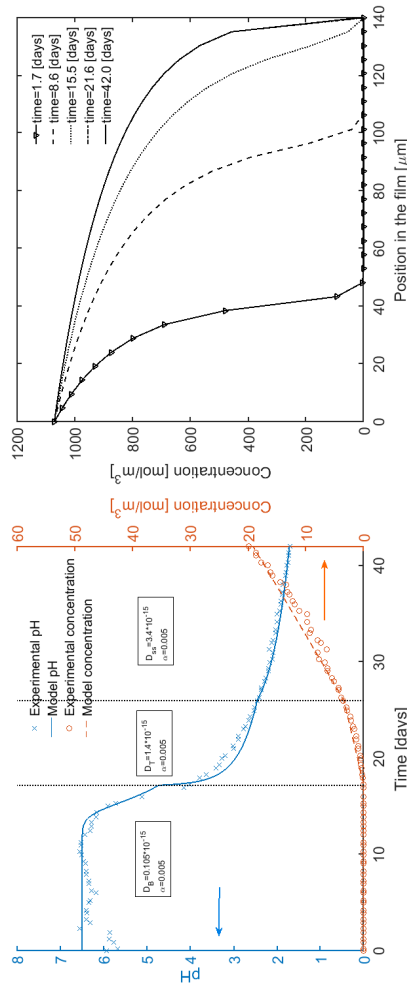 8
7
6
5
4
3
2
1
0
pH
0
10
20
30
40
Time [days]
60
50
40
30
20
10
0
Concentration [mol/m³]
Experimental pH
Model pH
Experimental concentration
Model concentration
D_B=0.105*10^-15
α=0.005
D_T=1.4*10^-15
α=0.005
D_ss=3.4*10^-15
α=0.005
1200
1000
800
600
400
200
0
Concentration [mol/m³]
0
20
40
60
80
100
120
140
Position in the film [μm]
time=1.7 [days]
time=8.6 [days]
time=15.5 [days]
time=21.6 [days]
time=42.0 [days]